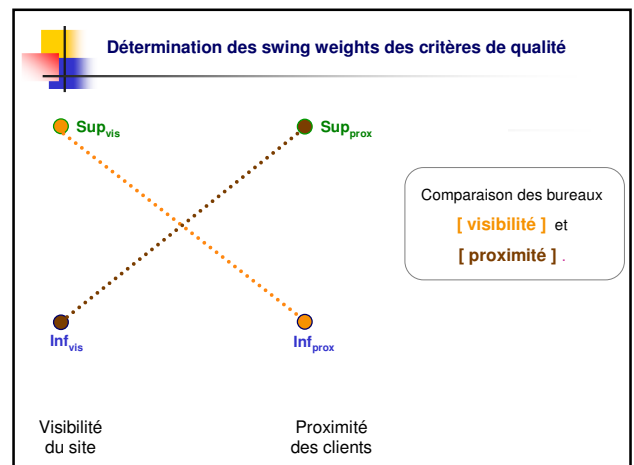 Détermination des swing weights des critères de qualité
Sup_vis Sup_prox
Comparaison des bureaux
[ visibilité ] et
[ proximité ] .
Inf_vis Inf_prox
Visibilité Proximité
du site des clients